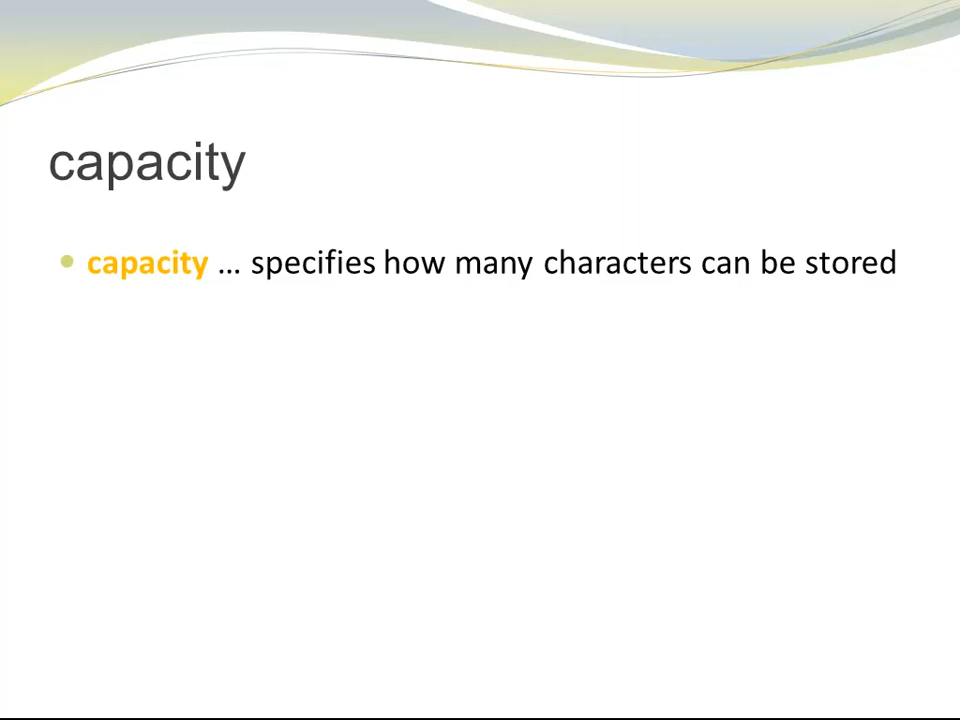 capacity
• capacity … specifies how many characters can be stored